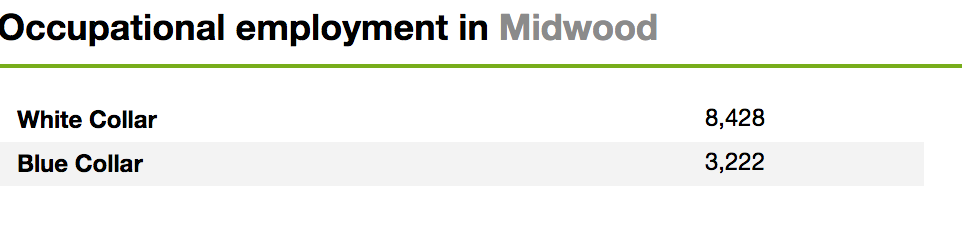 Occupational employment in Midwood
White Collar 8,428
Blue Collar 3,222